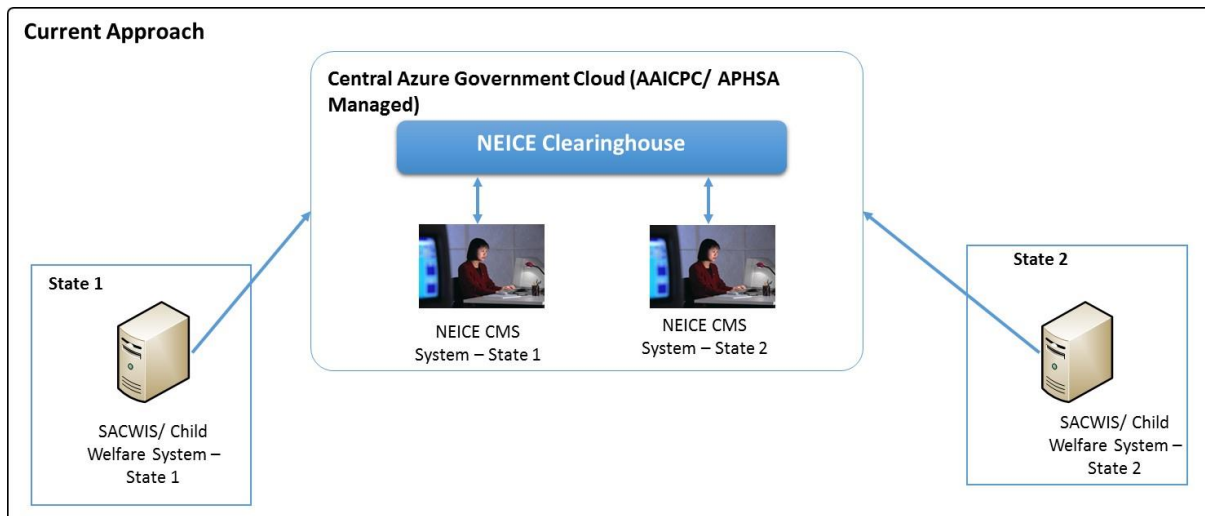 Current Approach
Central Azure Government Cloud (AAICPC/ APHSA
Managed)
NEICE Clearinghouse
State 1
State 2
NEICE CMS
System – State 1
NEICE CMS
System – State 2
SACWIS/ Child
Welfare System –
State 1
SACWIS/ Child
Welfare System –
State 2